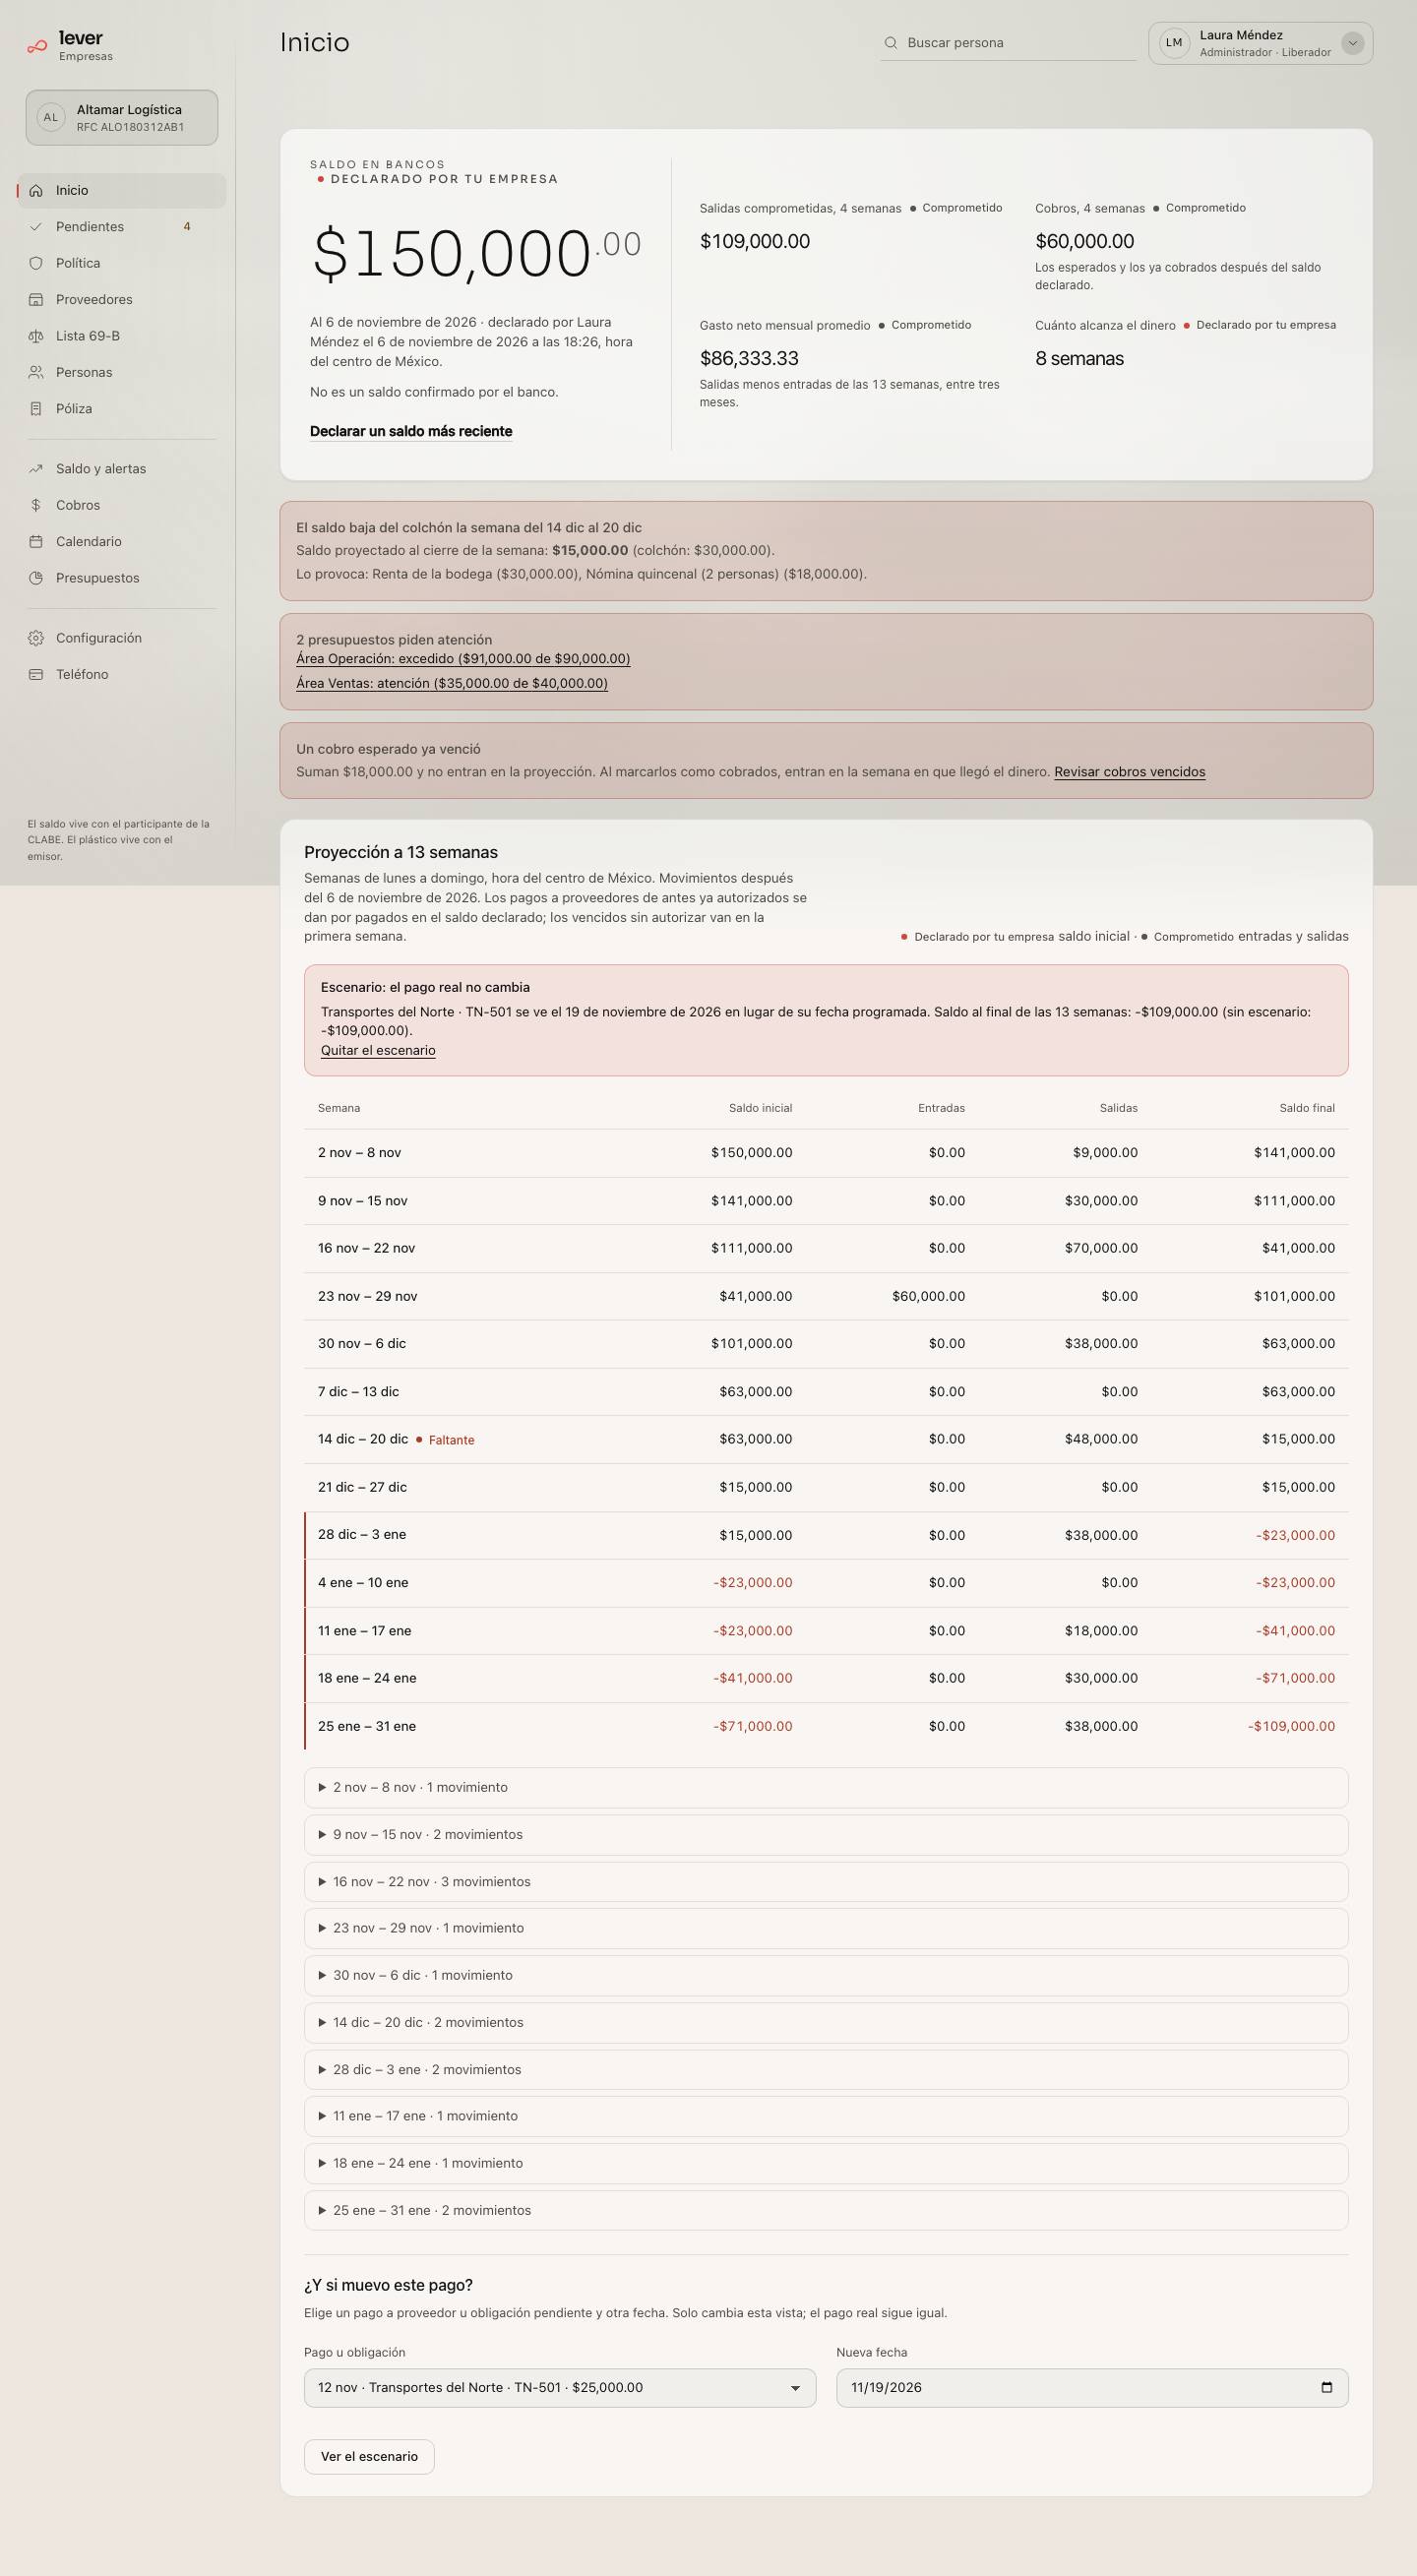 lever
Empresas
Altamar Logística
AL
RFC ALO180312AB1
Inicio
Pendientes 4
Política
Proveedores
Lista 69-B
Personas
Póliza
Saldo y alertas
Cobros
Calendario
Presupuestos
Configuración
Teléfono
El saldo vive con el participante de la
CLABE. El plástico vive con el
emisor.
Inicio
Buscar persona
LM
Laura Méndez
Administrador · Liberador
SALDO EN BANCOS
DECLARADO POR TU EMPRESA
$150,000.00
Al 6 de noviembre de 2026 · declarado por Laura
Méndez el 6 de noviembre de 2026 a las 18:26, hora
del centro de México.
No es un saldo confirmado por el banco.
Declarar un saldo más reciente
Salidas comprometidas, 4 semanas Comprometido
$109,000.00
Cobros, 4 semanas Comprometido
$60,000.00
Los esperados y los ya cobrados después del saldo
declarado.
Gasto neto mensual promedio Comprometido
$86,333.33
Salidas menos entradas de las 13 semanas, entre tres
meses.
Cuánto alcanza el dinero Declarado por tu empresa
8 semanas
El saldo baja del colchón la semana del 14 dic al 20 dic
Saldo proyectado al cierre de la semana: $15,000.00 (colchón: $30,000.00).
Lo provoca: Renta de la bodega ($30,000.00), Nómina quincenal (2 personas) ($18,000.00).
2 presupuestos piden atención
Área Operación: excedido ($91,000.00 de $90,000.00)
Área Ventas: atención ($35,000.00 de $40,000.00)
Un cobro esperado ya venció
Suman $18,000.00 y no entran en la proyección. Al marcarlos como cobrados, entran en la semana en que llegó el dinero. Revisar cobros vencidos
Proyección a 13 semanas
Semanas de lunes a domingo, hora del centro de México. Movimientos después
del 6 de noviembre de 2026. Los pagos a proveedores de antes ya autorizados se
dan por pagados en el saldo declarado; los vencidos sin autorizar van en la
primera semana.
Declarado por tu empresa saldo inicial · Comprometido entradas y salidas
Escenario: el pago real no cambia
Transportes del Norte · TN-501 se ve el 19 de noviembre de 2026 en lugar de su fecha programada. Saldo al final de las 13 semanas: -$109,000.00 (sin escenario:
-$109,000.00).
Quitar el escenario
Semana Saldo inicial Entradas Salidas Saldo final
2 nov – 8 nov $150,000.00 $0.00 $9,000.00 $141,000.00
9 nov – 15 nov $141,000.00 $0.00 $30,000.00 $111,000.00
16 nov – 22 nov $111,000.00 $0.00 $70,000.00 $41,000.00
23 nov – 29 nov $41,000.00 $60,000.00 $0.00 $101,000.00
30 nov – 6 dic $101,000.00 $0.00 $38,000.00 $63,000.00
7 dic – 13 dic $63,000.00 $0.00 $0.00 $63,000.00
14 dic – 20 dic Faltante $63,000.00 $0.00 $48,000.00 $15,000.00
21 dic – 27 dic $15,000.00 $0.00 $0.00 $15,000.00
28 dic – 3 ene $15,000.00 $0.00 $38,000.00 -$23,000.00
4 ene – 10 ene -$23,000.00 $0.00 $0.00 -$23,000.00
11 ene – 17 ene -$23,000.00 $0.00 $18,000.00 -$41,000.00
18 ene – 24 ene -$41,000.00 $0.00 $30,000.00 -$71,000.00
25 ene – 31 ene -$71,000.00 $0.00 $38,000.00 -$109,000.00
2 nov – 8 nov · 1 movimiento
9 nov – 15 nov · 2 movimientos
16 nov – 22 nov · 3 movimientos
23 nov – 29 nov · 1 movimiento
30 nov – 6 dic · 1 movimiento
14 dic – 20 dic · 2 movimientos
28 dic – 3 ene · 2 movimientos
11 ene – 17 ene · 1 movimiento
18 ene – 24 ene · 1 movimiento
25 ene – 31 ene · 2 movimientos
¿Y si muevo este pago?
Elige un pago a proveedor u obligación pendiente y otra fecha. Solo cambia esta vista; el pago real sigue igual.
Pago u obligación
12 nov · Transportes del Norte · TN-501 · $25,000.00
Nueva fecha
11/19/2026
Ver el escenario